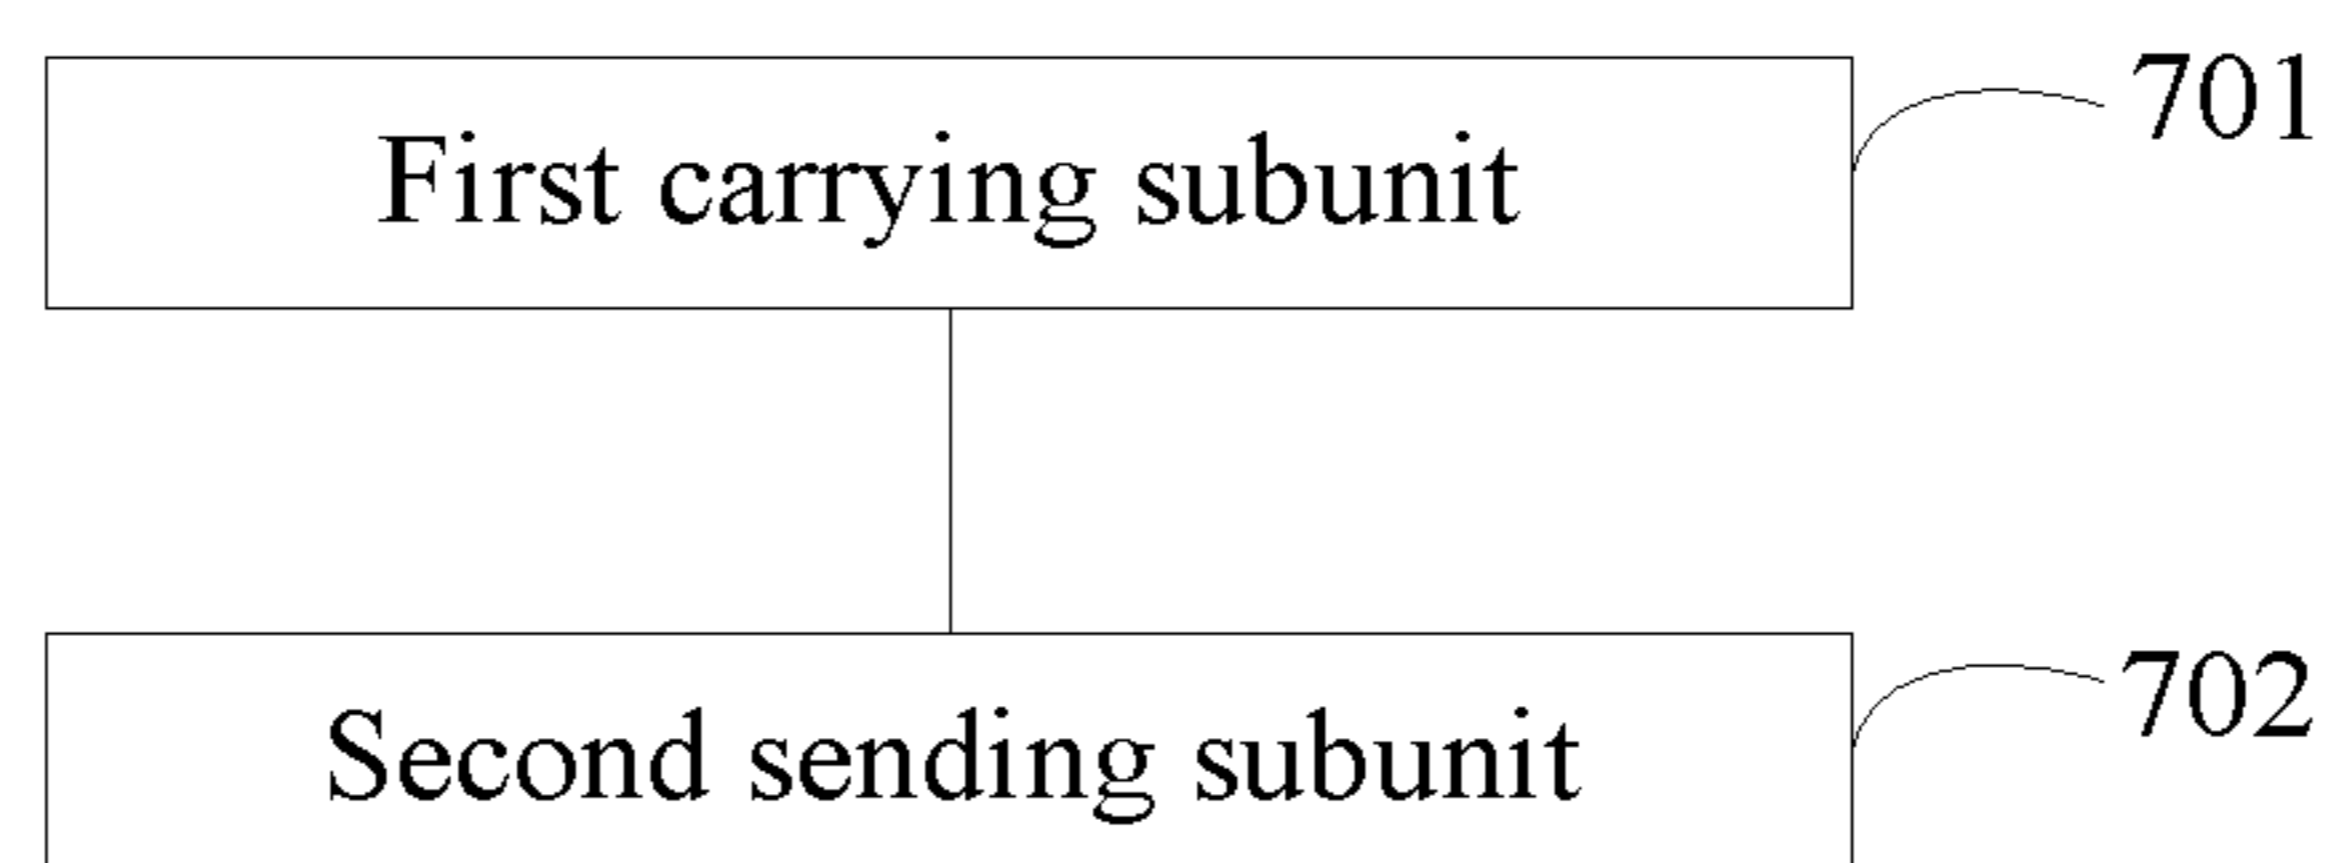 701
First carrying subunit
702
Second sending subunit